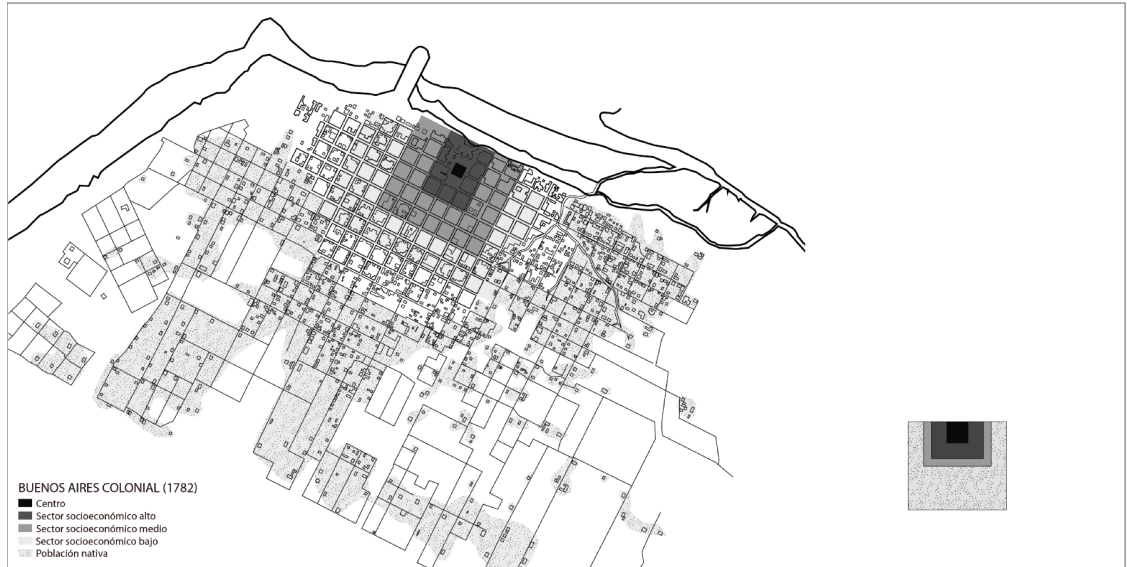 BUENOS AIRES COLONIAL (1782)
Centro
Sector socioeconómico alto
Sector socioeconómico medio
Sector socioeconómico bajo
Población nativa